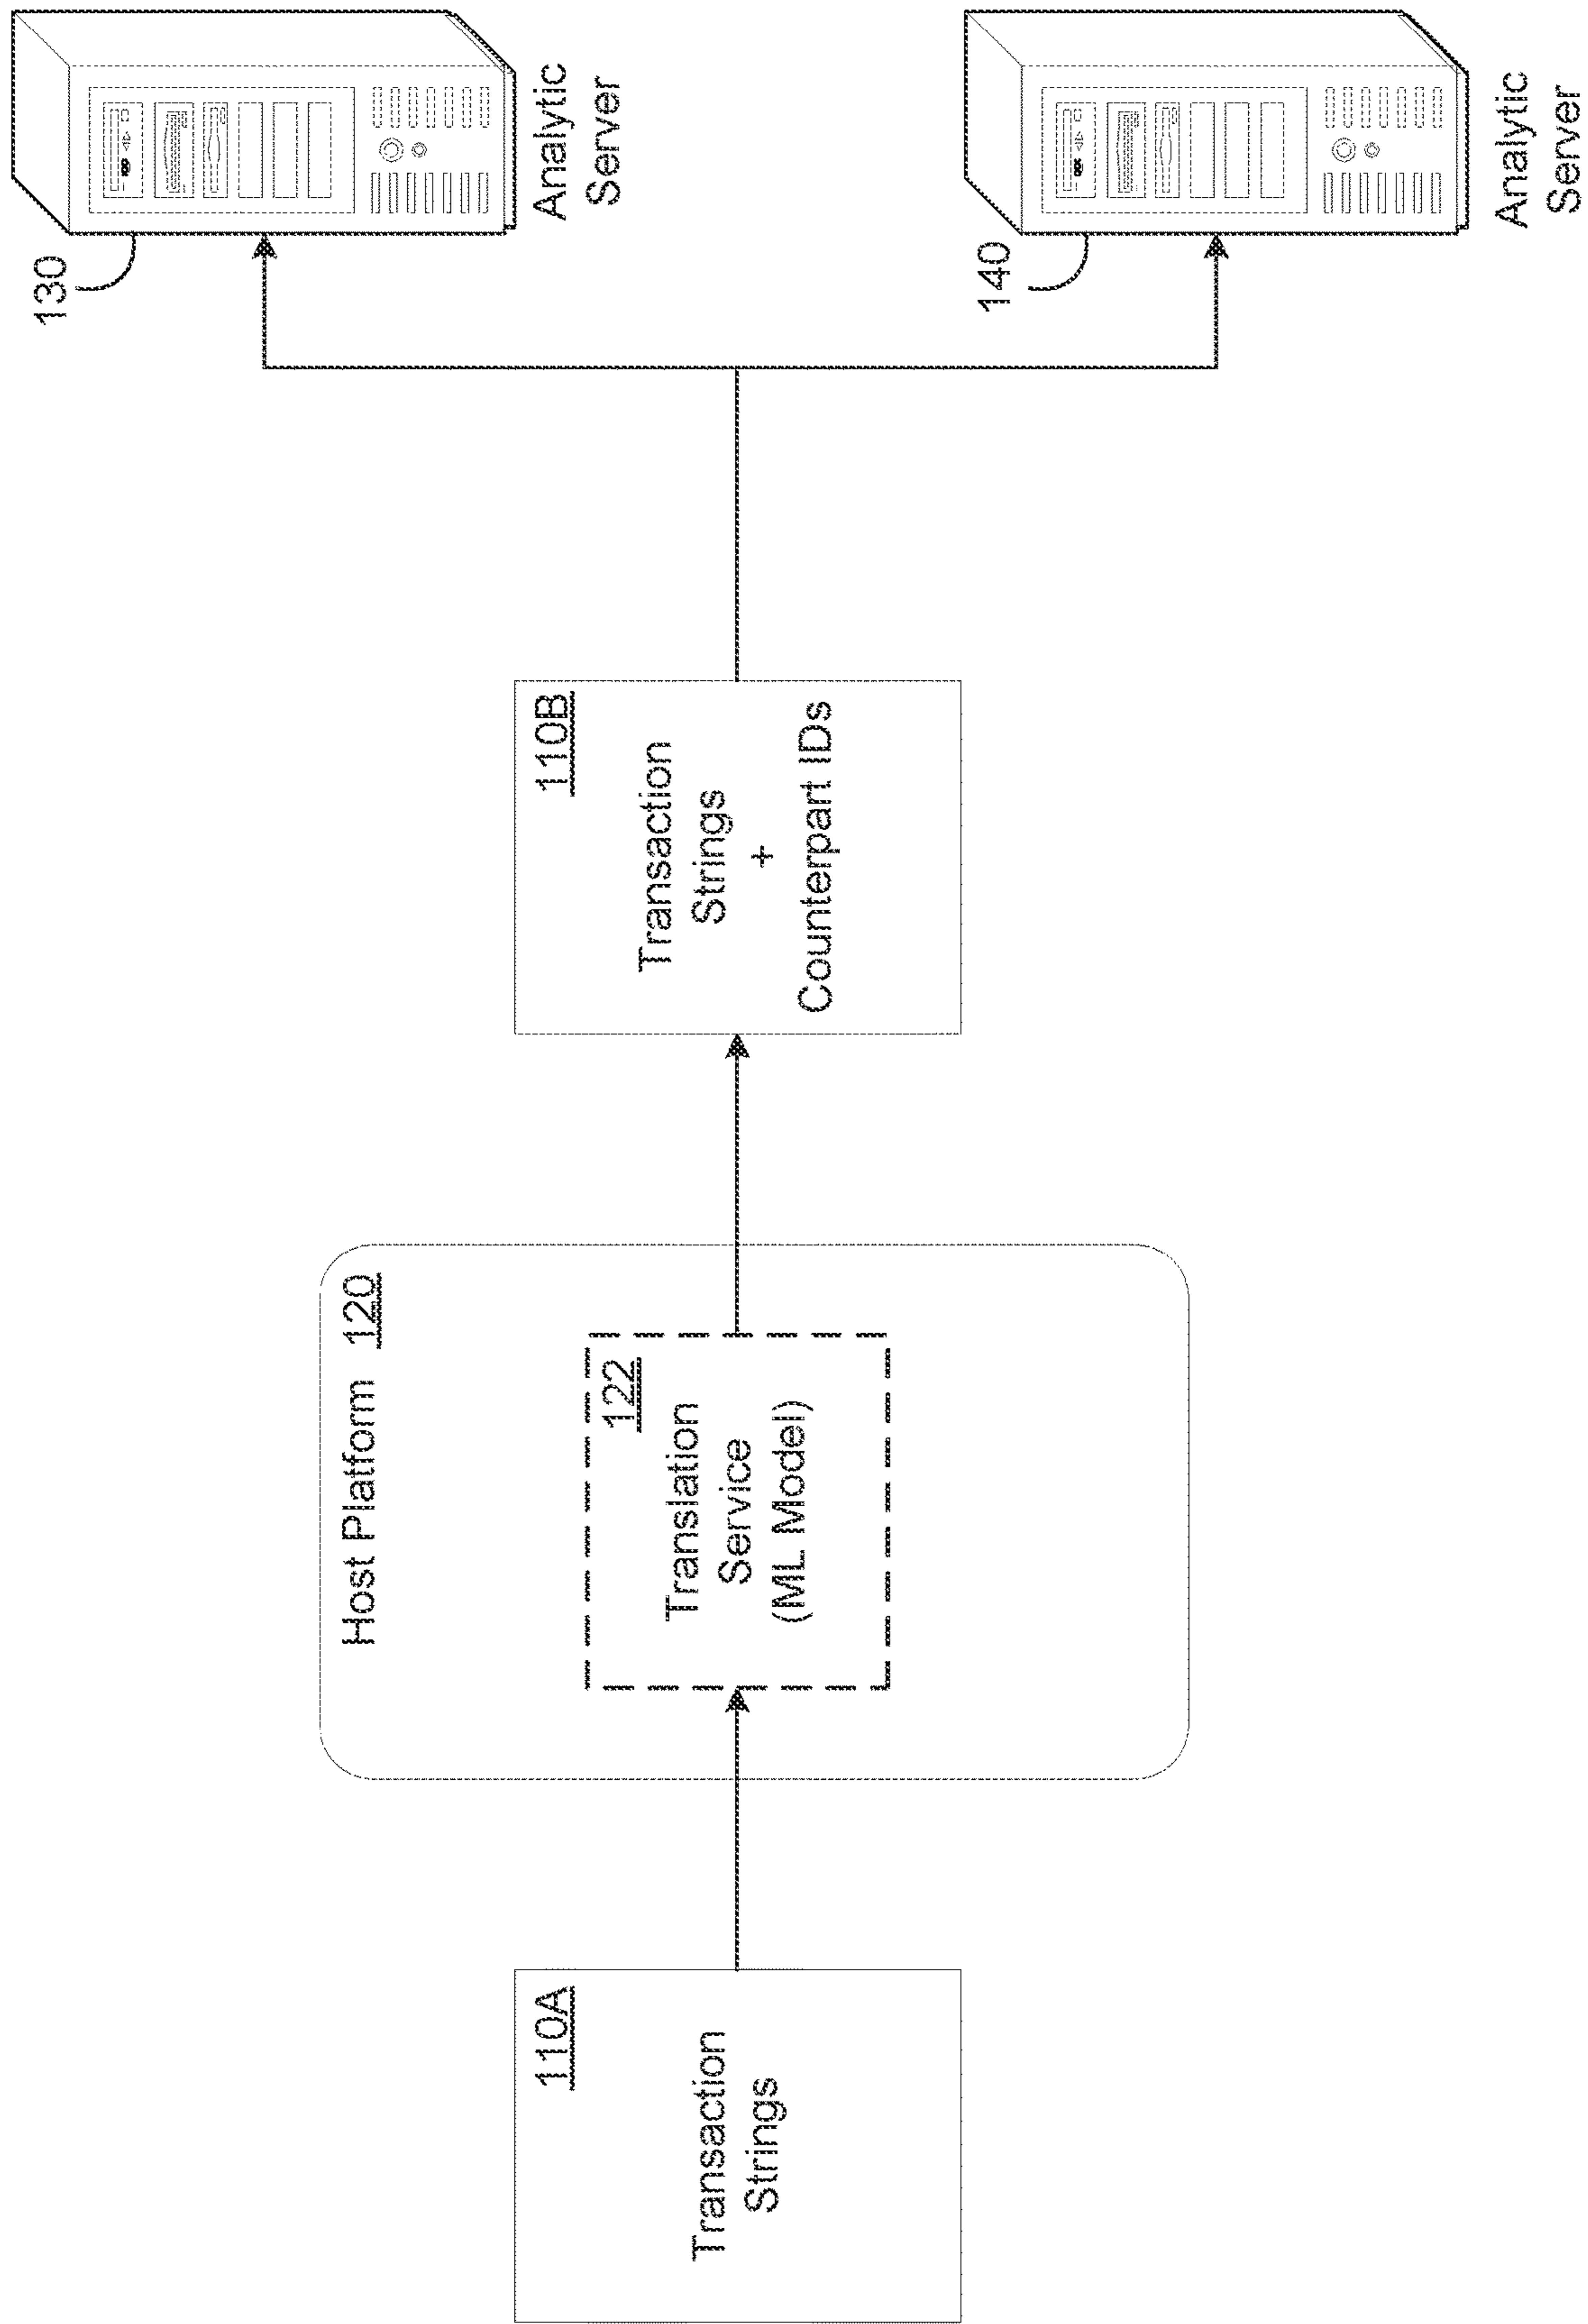 110A
Transaction
Strings
Host Platform 120
122
Translation
Service
(ML Model)
110B
Transaction
Strings
+
Counterpart IDs
130
Analytic
Server
140
Analytic
Server